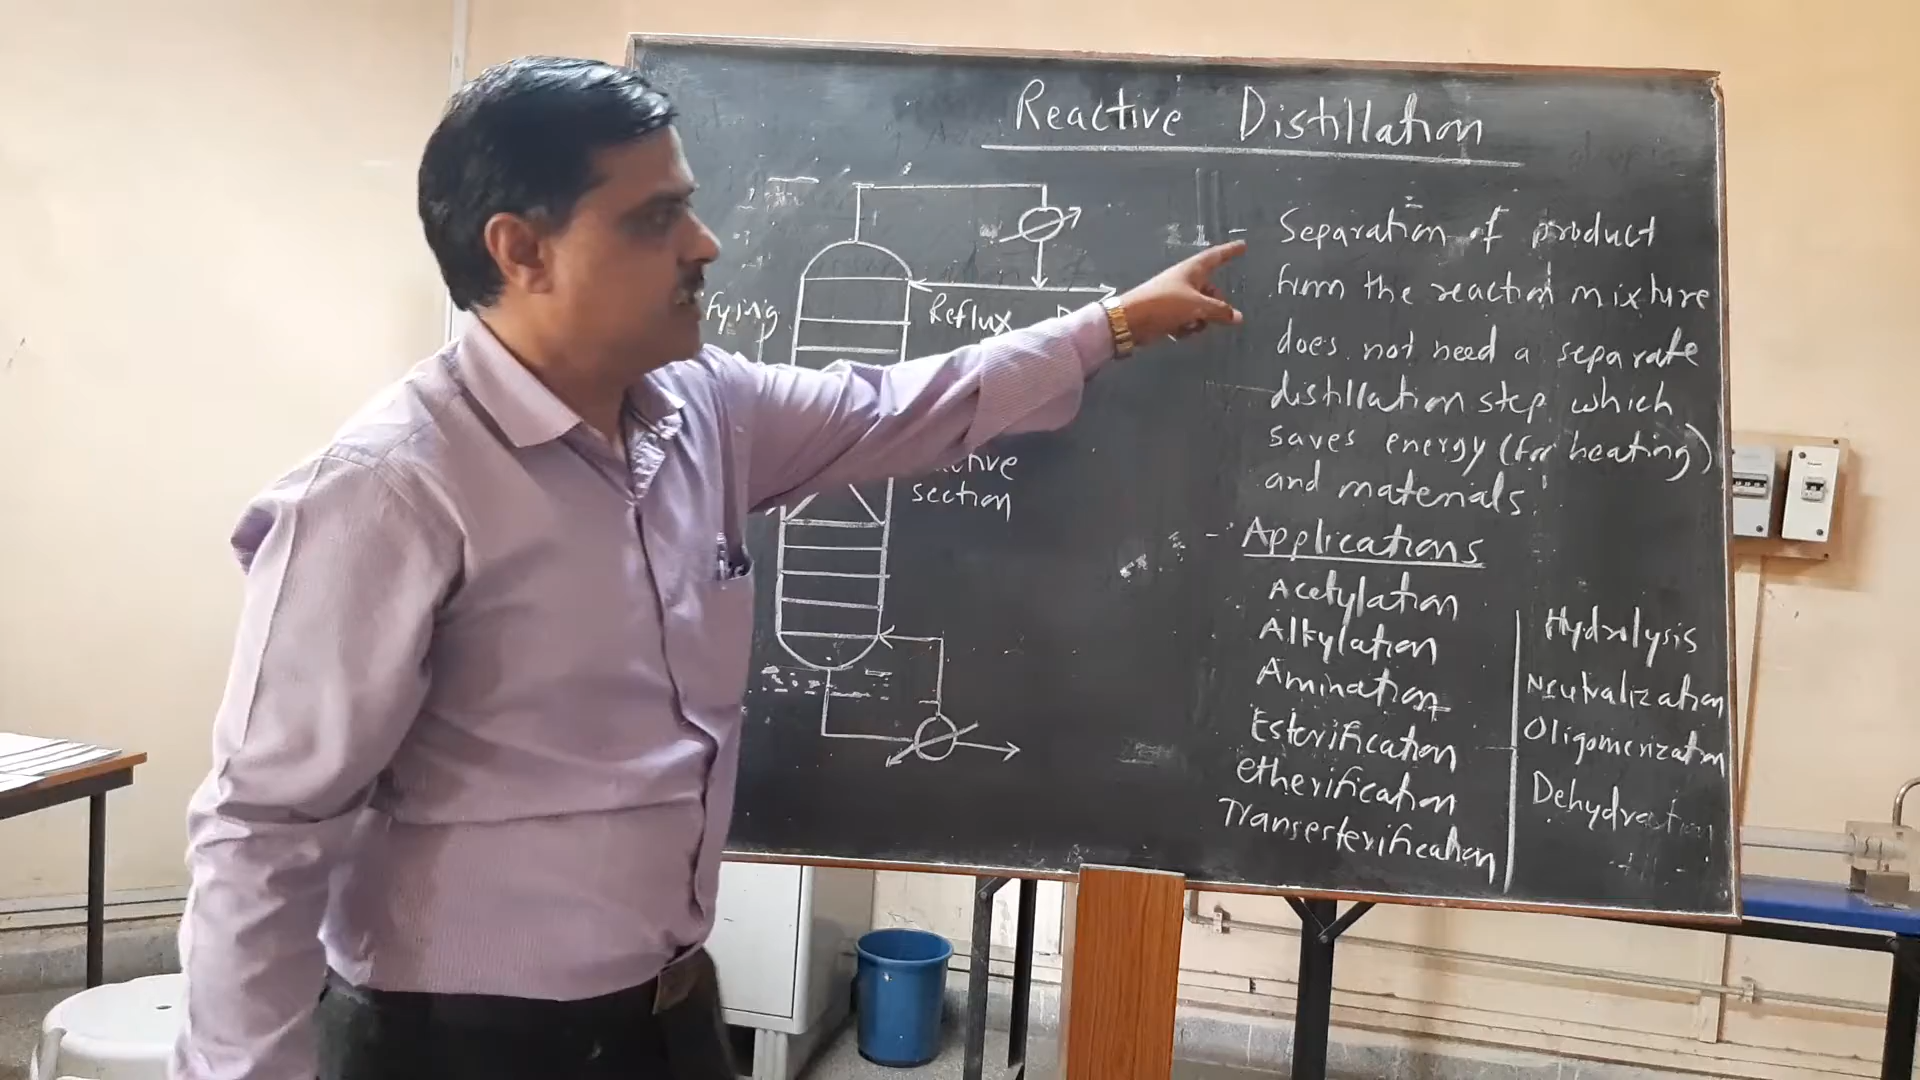 Reactive Distillation
fying
Reflux
section
- Separation of product
from the reaction mixture
does not need a separate
distillation step which
saves energy (for heating)
and materials
- Applications
Acetylation
Alkylation
Amination
Esterification
etherification
Transesterification
Hydrolysis
Neutralization
Oligomerization
Dehydration